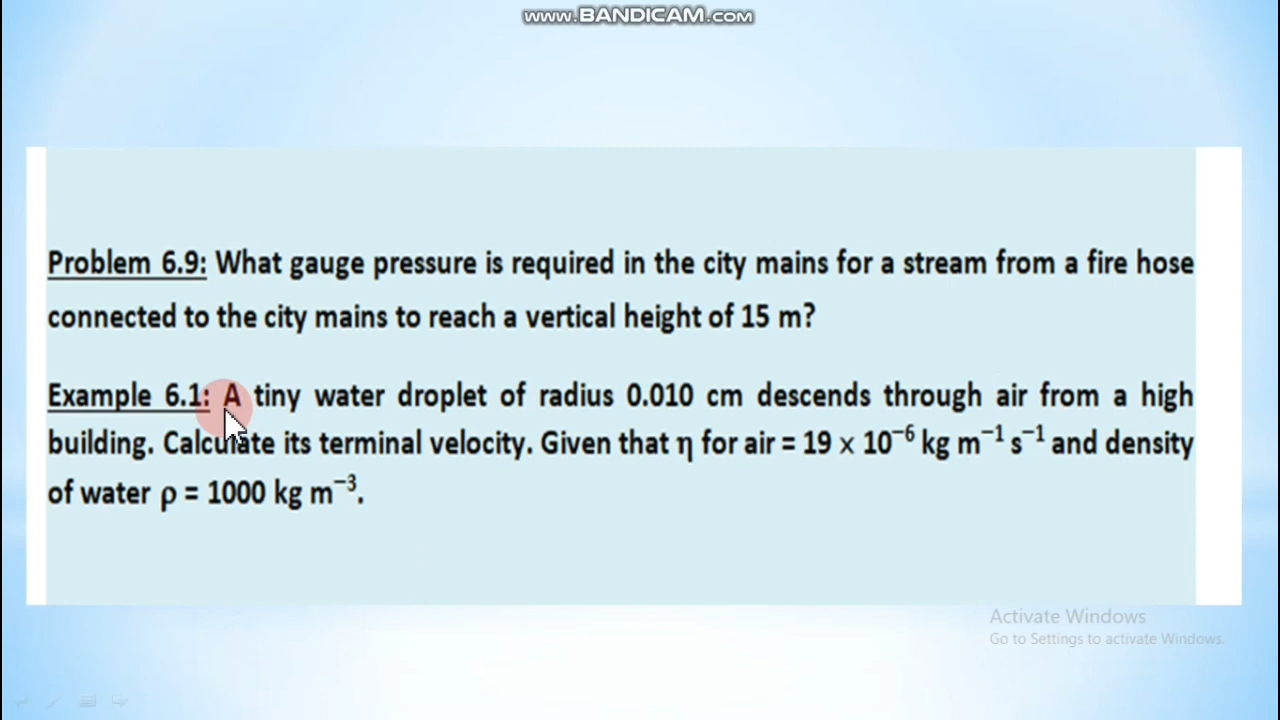 www.BANDICAM.com
Problem 6.9: What gauge pressure is required in the city mains for a stream from a fire hose
connected to the city mains to reach a vertical height of 15 m?
Example 6.1: A tiny water droplet of radius 0.010 cm descends through air from a high
building. Calculate its terminal velocity. Given that η for air = 19 × 10⁻⁶ kg m⁻¹ s⁻¹ and density
of water ρ = 1000 kg m⁻³.
Activate Windows
Go to Settings to activate Windows.